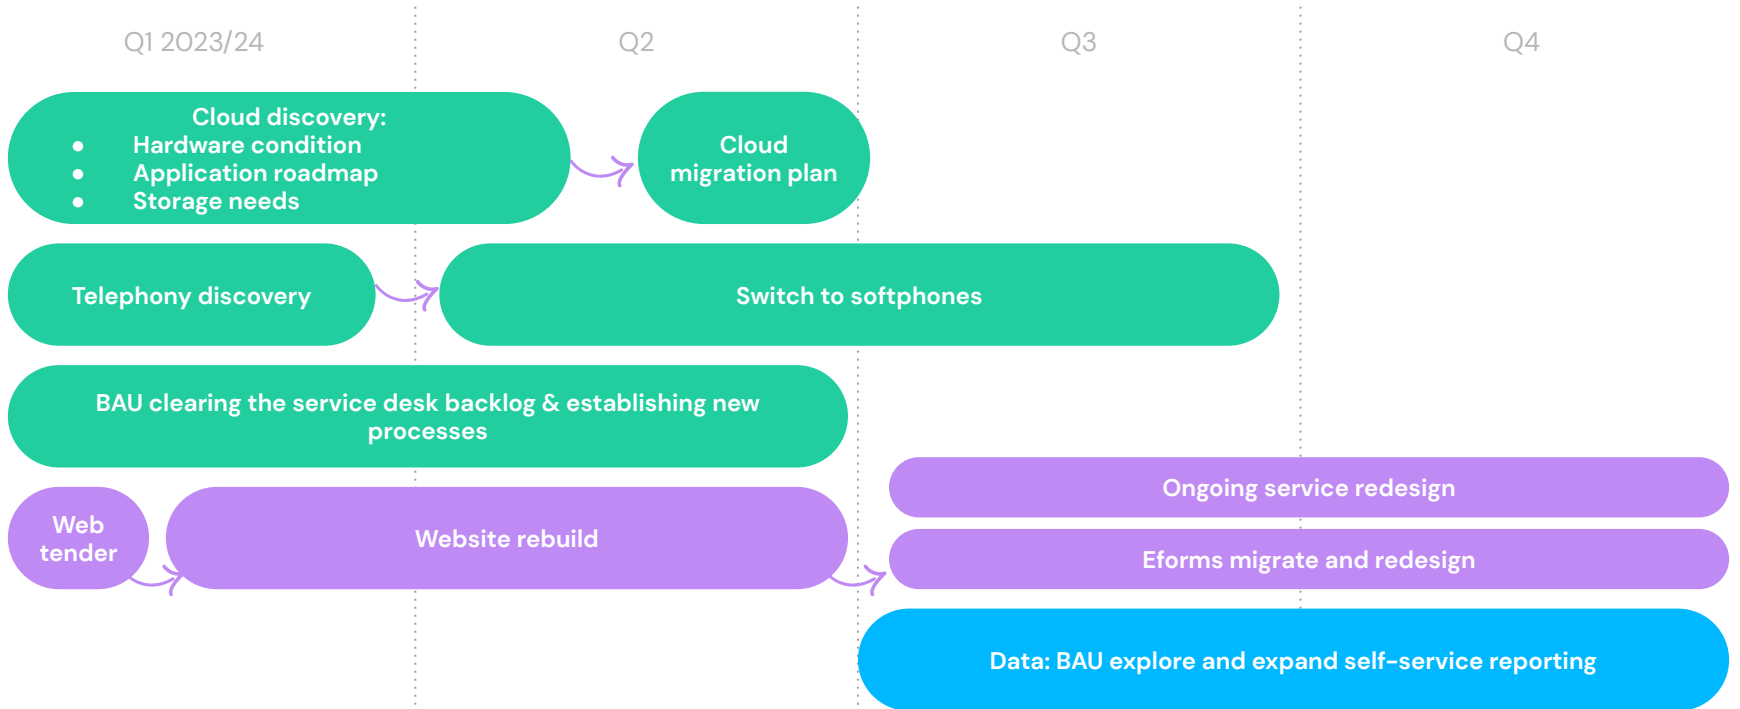 Q1 2023/24
Q2
Q3
Q4
Cloud discovery:
● Hardware condition
● Application roadmap
● Storage needs
Cloud
migration plan
Telephony discovery
Switch to softphones
BAU clearing the service desk backlog & establishing new
processes
Web
tender
Website rebuild
Ongoing service redesign
Eforms migrate and redesign
Data: BAU explore and expand self-service reporting